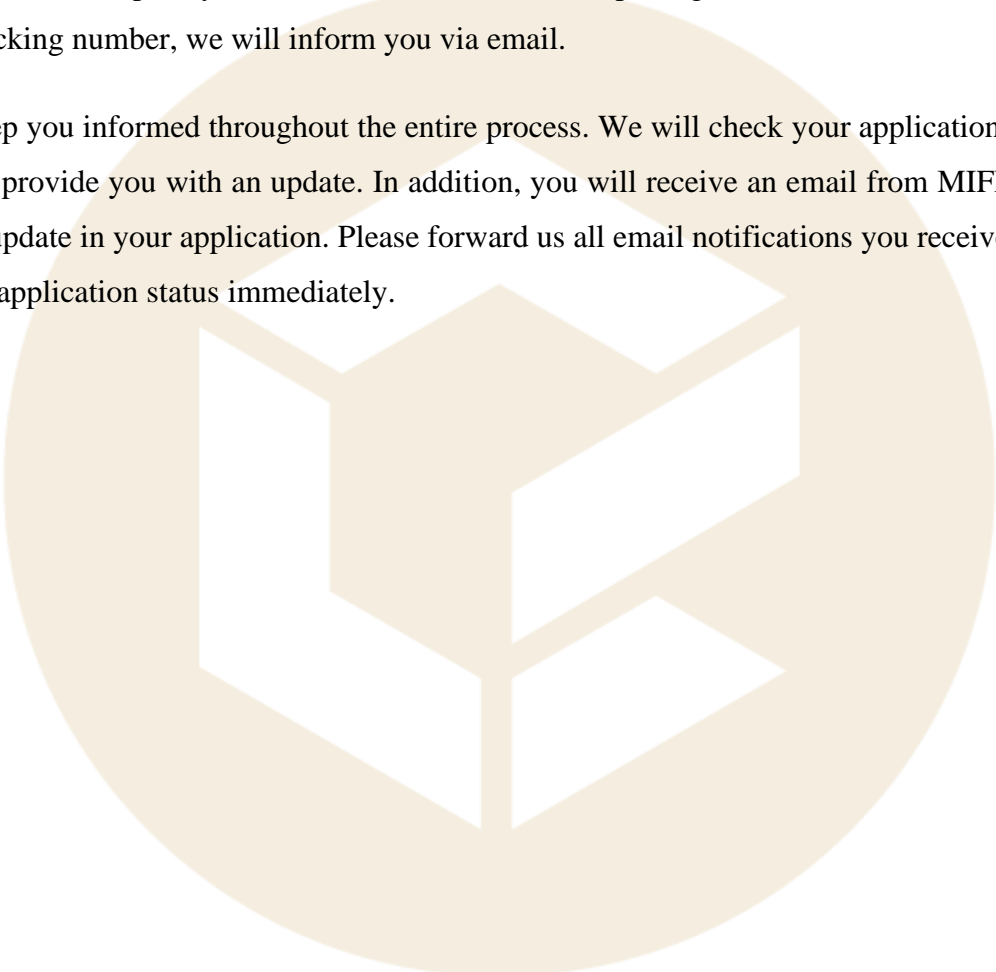 cking number, we will inform you via email.
ep you informed throughout the entire process. We will check your application
provide you with an update. In addition, you will receive an email from MIF
update in your application. Please forward us all email notifications you receive
application status immediately.